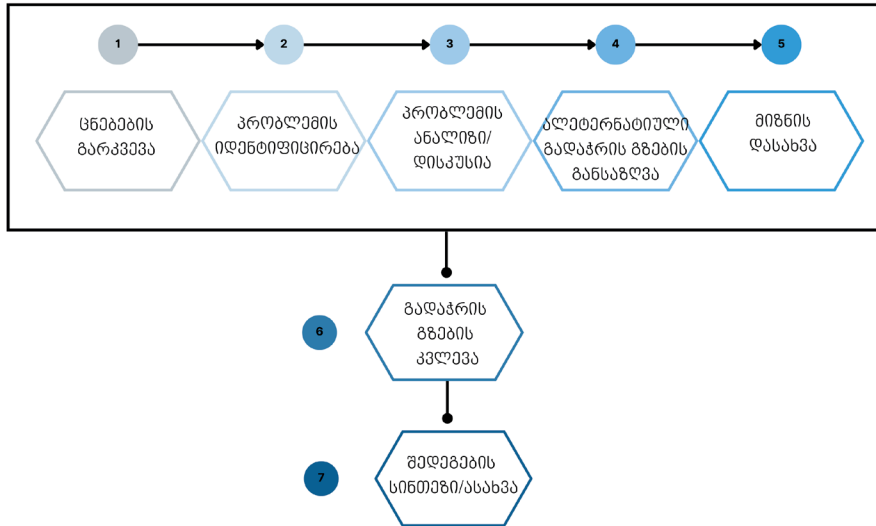 1
2
3
4
5
ცნებების
გარკვევა
პრობლემის
იდენტიფიცირება
პრობლემის
ანალიზი/
დისკუსია
ალეტერნატიული
გადაჭრის გზების
განსაზღვა
მიზნის
დასახვა
6
გადაჭრის
გზების
კვლევა
7
შედეგების
სინთეზი/ასახვა